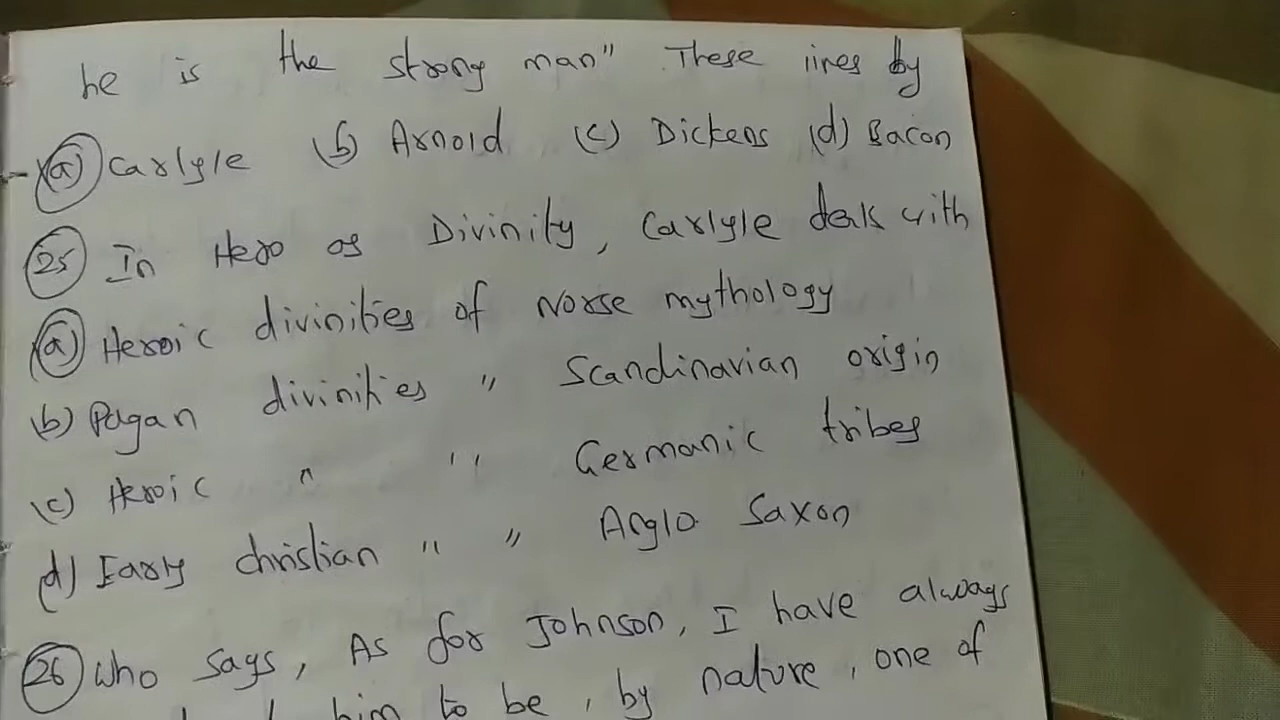 he is the strong man" These lines by
(a) Carlyle (b) Arnold (c) Dickens (d) Bacon
25 In Hero as Divinity, Carlyle deals with
(a) Heroic divinities of Norse mythology
(b) Pagan divinities " Scandinavian origin
(c) Heroic " " Germanic tribes
(d) Early christian " " Anglo Saxon
26 Who says, As for Johnson, I have always
him to be, by nature, one of